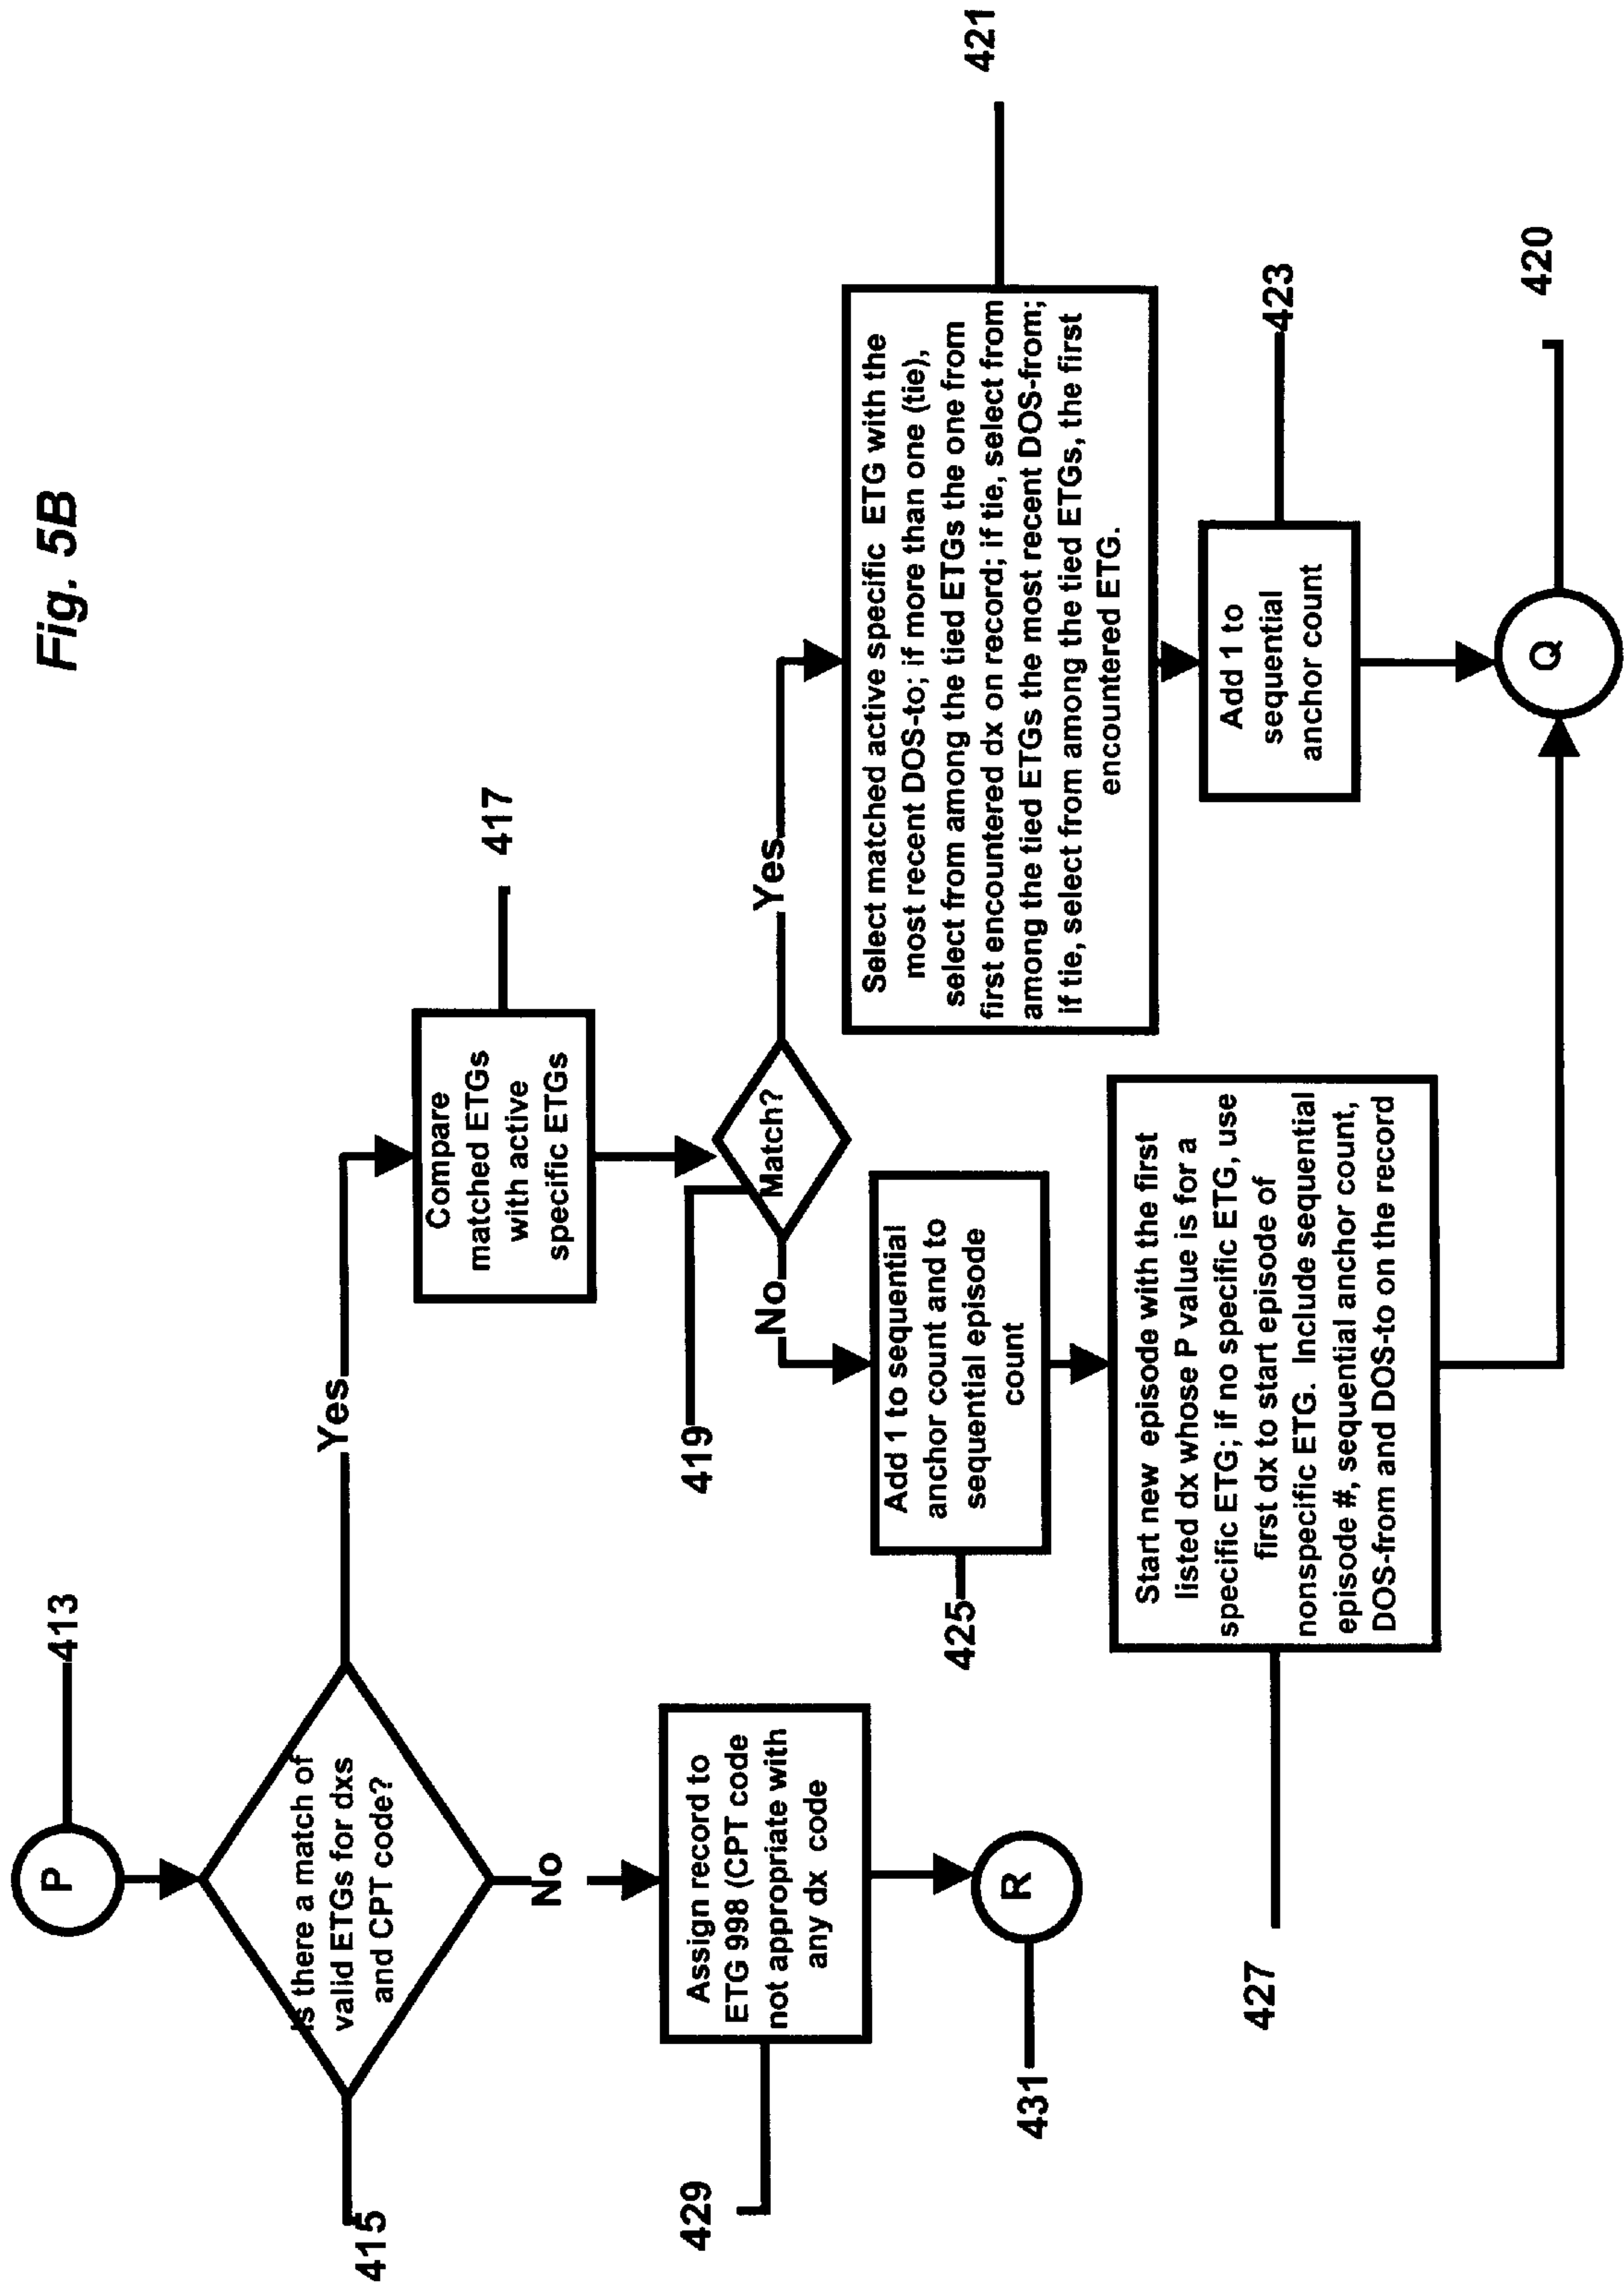 Fig. 5B
P
413
Is there a match of
valid ETGs for dxs
and CPT code?
415
Yes
No
Compare
matched ETGs
with active
specific ETGs
417
Match?
419
Yes
No
Select matched active specific ETG with the
most recent DOS-to; if more than one (tie),
select from among the tied ETGs the one from
first encountered dx on record; if tie, select from
among the tied ETGs the most recent DOS-from;
if tie, select from among the tied ETGs, the first
encountered ETG.
421
Add 1 to
sequential
anchor count
423
Add 1 to sequential
anchor count and to
sequential episode
count
425
Start new episode with the first
listed dx whose P value is for a
specific ETG; if no specific ETG, use
first dx to start episode of
nonspecific ETG. Include sequential
episode #, sequential anchor count,
DOS-from and DOS-to on the record
427
Assign record to
ETG 998 (CPT code
not appropriate with
any dx code
429
R
431
Q
420